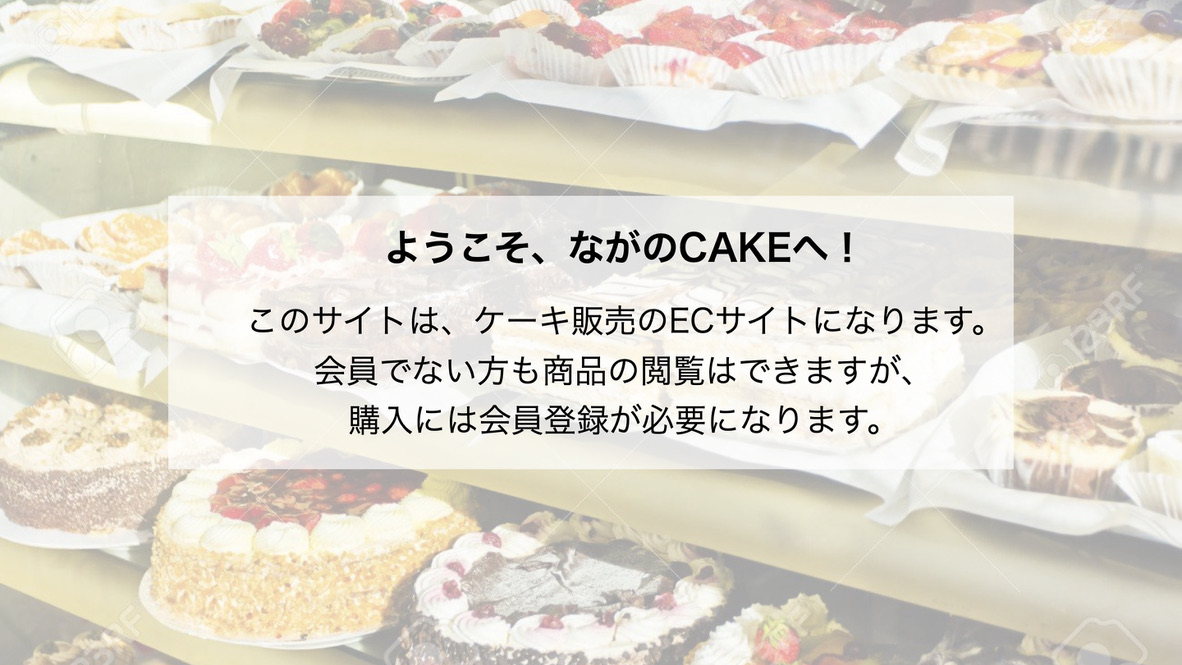 ようこそ、ながのCAKEへ！
このサイトは、ケーキ販売のECサイトになります。
会員でない方も商品の閲覧はできますが、
購入には会員登録が必要になります。
123RF